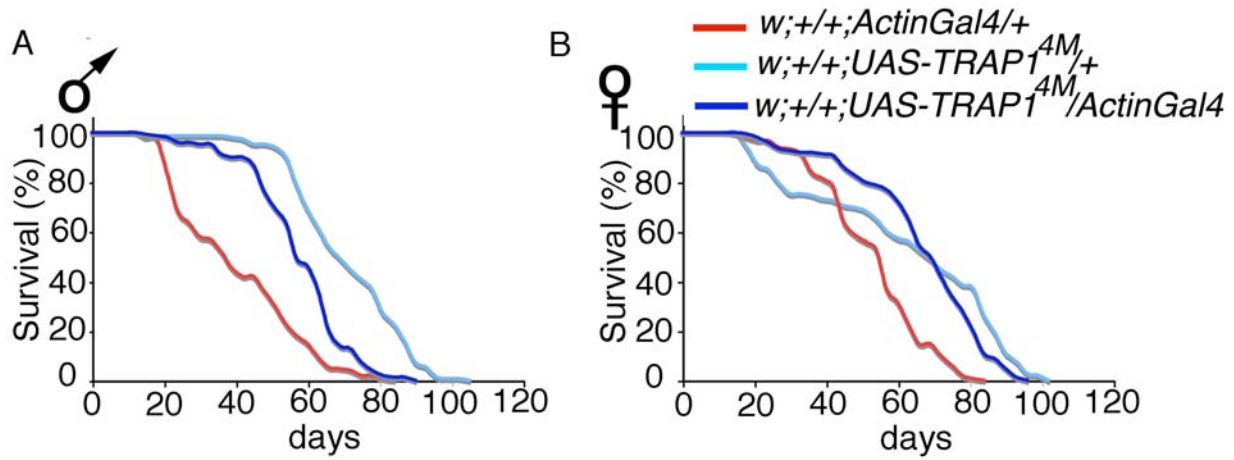 A
B
w;+/+;ActinGal4/+
w;+/+;UAS-TRAP1^4M/+
w;+/+;UAS-TRAP1^4M/ActinGal4
♂
♀
Survival (%)
100
80
60
40
20
0
0 20 40 60 80 100 120
days
Survival (%)
100
80
60
40
20
0
0 20 40 60 80 100 120
days